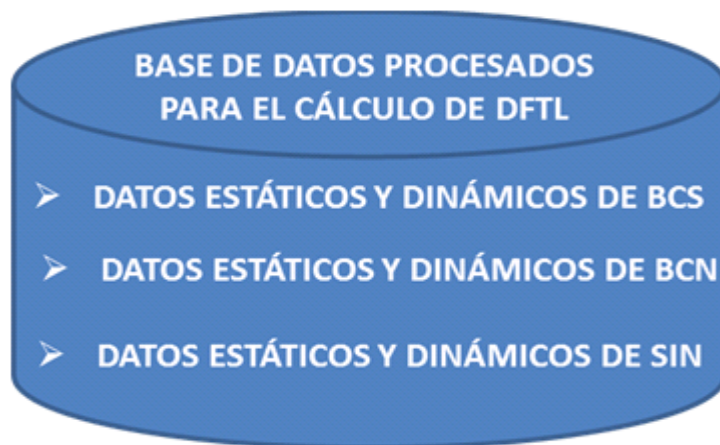 BASE DE DATOS PROCESADOS
PARA EL CÁLCULO DE DFTL
➢ DATOS ESTÁTICOS Y DINÁMICOS DE BCS
➢ DATOS ESTÁTICOS Y DINÁMICOS DE BCN
➢ DATOS ESTÁTICOS Y DINÁMICOS DE SIN